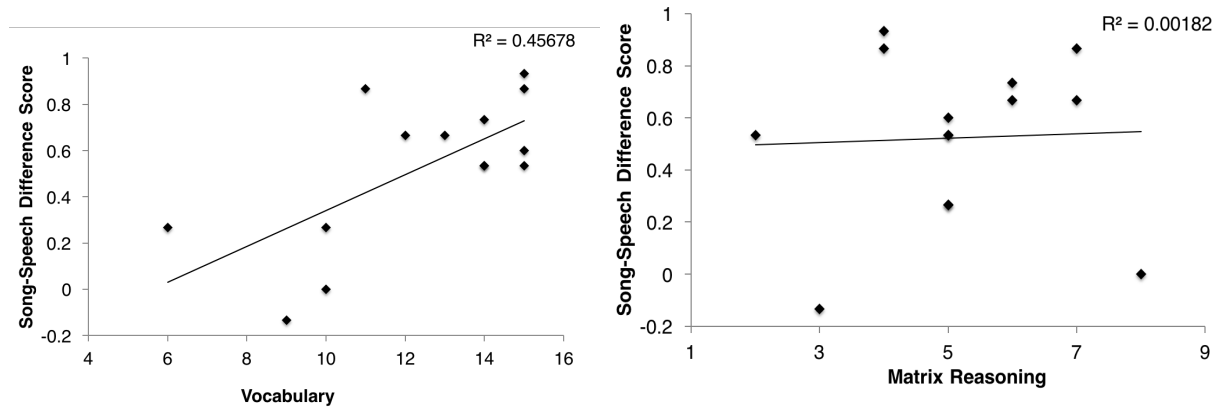 R² = 0.45678
Song-Speech Difference Score
1
0.8
0.6
0.4
0.2
0
-0.2
4 6 8 10 12 14 16
Vocabulary
R² = 0.00182
Song-Speech Difference Score
1
0.8
0.6
0.4
0.2
0
-0.2
1 3 5 7 9
Matrix Reasoning